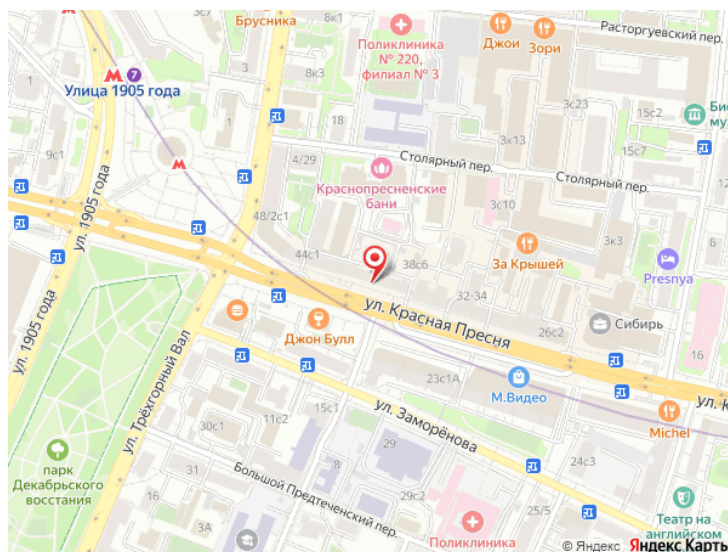 Брусника
Поликлиника
№ 220,
филиал № 3
Джои
Зори
Расторгуевский пер.
7
Улица 1905 года
1
8к3
18
3к23
15с2
Би
му
3к13
15с7
9с1
4/29
Столярный пер.
Столярный пер.
Краснопресненские
бани
48/2с1
3с10
ул. 1905 года
44с1
38с6
За Крышей
3к3
Presnya
32-34
ул. Красная Пресня
26с2
Сибирь
Джон Булл
16
ул. 1905 года
ул. Трёхгорный Вал
23с1А
М.Видео
ул. К
15с1
ул. Заморёнова
11с2
30с1
Michel
29
парк
Декабрьского
восстания
31
8
24с3
Большой Предтеченский пер.
16
29с2
25/5
3А
Поликлиника
Театр на
английском
© Яндекс
Яндекс Карты